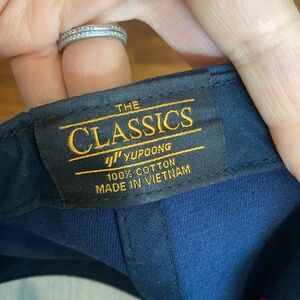 THE
CLASSICS
YUPOONG
100% COTTON
MADE IN VIETNAM